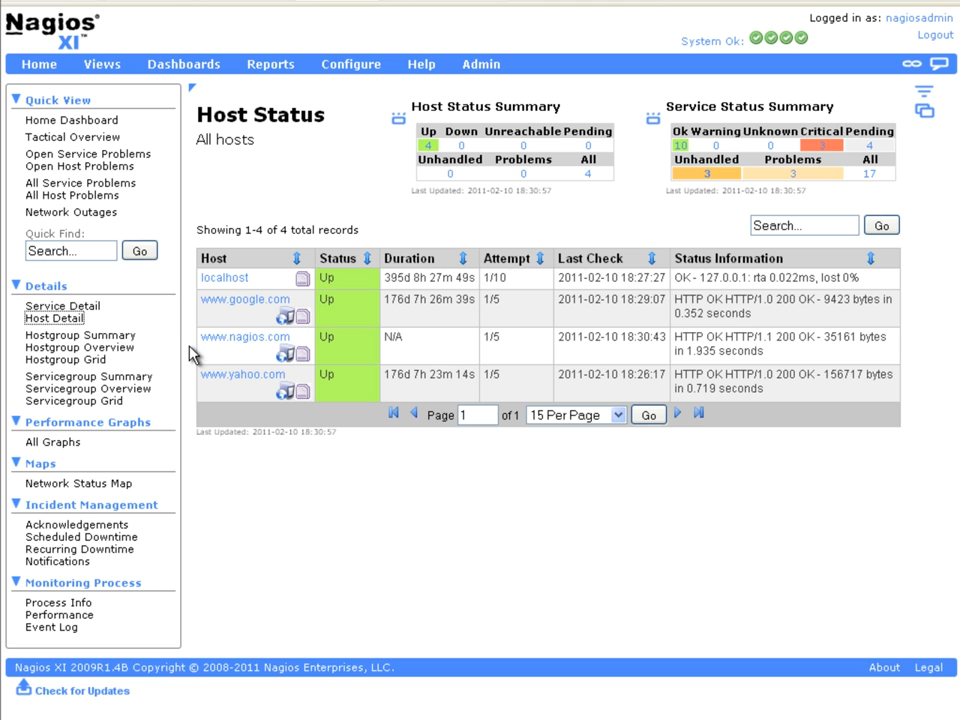 Nagios®
XI™
Logged in as: nagiosadmin
System Ok:
Logout
Home Views Dashboards Reports Configure Help Admin
Quick View
Home Dashboard
Tactical Overview
Open Service Problems
Open Host Problems
All Service Problems
All Host Problems
Network Outages
Quick Find:
Search... Go
Details
Service Detail
Host Detail
Hostgroup Summary
Hostgroup Overview
Hostgroup Grid
Servicegroup Summary
Servicegroup Overview
Servicegroup Grid
Performance Graphs
All Graphs
Maps
Network Status Map
Incident Management
Acknowledgements
Scheduled Downtime
Recurring Downtime
Notifications
Monitoring Process
Process Info
Performance
Event Log
Host Status
All hosts
Host Status Summary
Up Down Unreachable Pending
4 0 0 0
Unhandled Problems All
0 0 4
Last Updated: 2011-02-10 18:30:57
Service Status Summary
Ok Warning Unknown Critical Pending
10 0 0 3 4
Unhandled Problems All
3 3 17
Last Updated: 2011-02-10 18:30:57
Showing 1-4 of 4 total records
Search... Go
Host Status Duration Attempt Last Check Status Information
localhost Up 395d 8h 27m 49s 1/10 2011-02-10 18:27:27 OK - 127.0.0.1: rta 0.022ms, lost 0%
www.google.com Up 176d 7h 26m 39s 1/5 2011-02-10 18:29:07 HTTP OK HTTP/1.0 200 OK - 9423 bytes in
0.352 seconds
www.nagios.com Up N/A 1/5 2011-02-10 18:30:43 HTTP OK HTTP/1.1 200 OK - 35161 bytes
in 1.935 seconds
www.yahoo.com Up 176d 7h 23m 14s 1/5 2011-02-10 18:26:17 HTTP OK HTTP/1.0 200 OK - 156717 bytes
in 0.719 seconds
Page 1 of 1 15 Per Page Go
Last Updated: 2011-02-10 18:30:57
Nagios XI 2009R1.4B Copyright © 2008-2011 Nagios Enterprises, LLC.
About Legal
Check for Updates